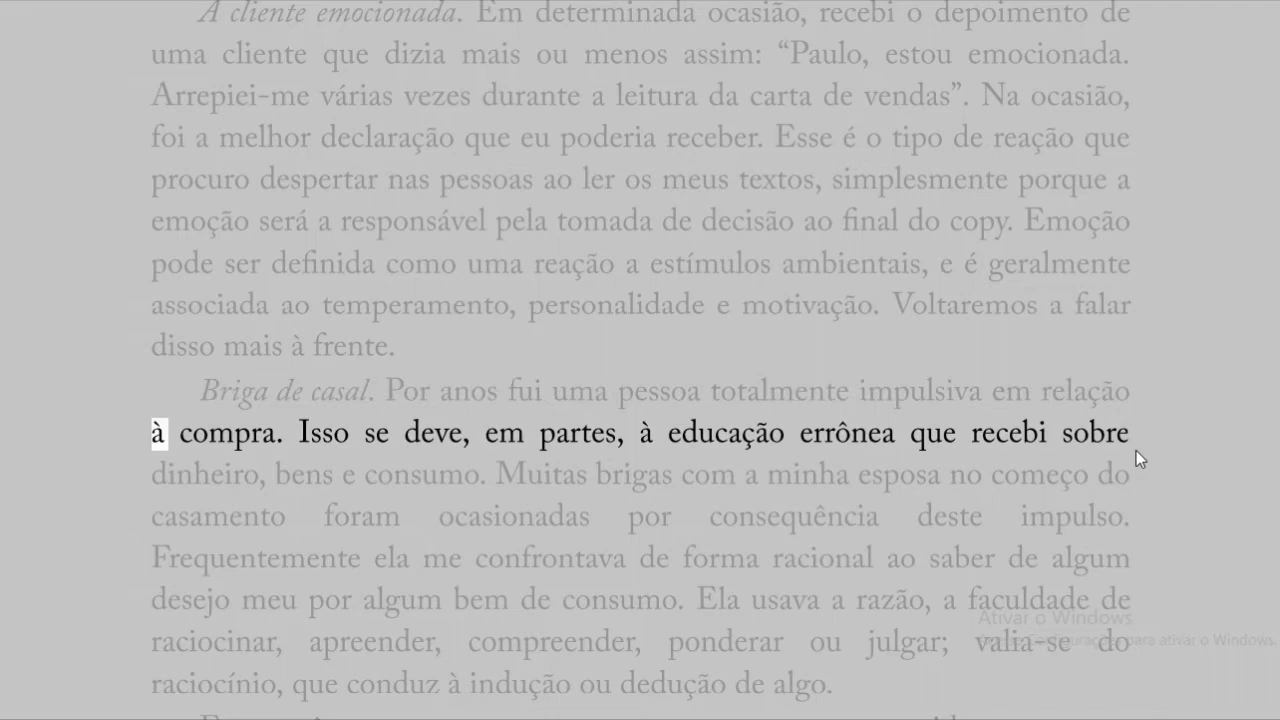 A cliente emocionada. Em determinada ocasião, recebi o depoimento de
uma cliente que dizia mais ou menos assim: “Paulo, estou emocionada.
Arrepiei-me várias vezes durante a leitura da carta de vendas”. Na ocasião,
foi a melhor declaração que eu poderia receber. Esse é o tipo de reação que
procuro despertar nas pessoas ao ler os meus textos, simplesmente porque a
emoção será a responsável pela tomada de decisão ao final do copy. Emoção
pode ser definida como uma reação a estímulos ambientais, e é geralmente
associada ao temperamento, personalidade e motivação. Voltaremos a falar
disso mais à frente.
Briga de casal. Por anos fui uma pessoa totalmente impulsiva em relação
à compra. Isso se deve, em partes, à educação errônea que recebi sobre
dinheiro, bens e consumo. Muitas brigas com a minha esposa no começo do
casamento foram ocasionadas por consequência deste impulso.
Frequentemente ela me confrontava de forma racional ao saber de algum
desejo meu por algum bem de consumo. Ela usava a razão, a faculdade de
raciocinar, apreender, compreender, ponderar ou julgar; valia-se do
raciocínio, que conduz à indução ou dedução de algo.
Ativar o Windows
para ativar o Windows.